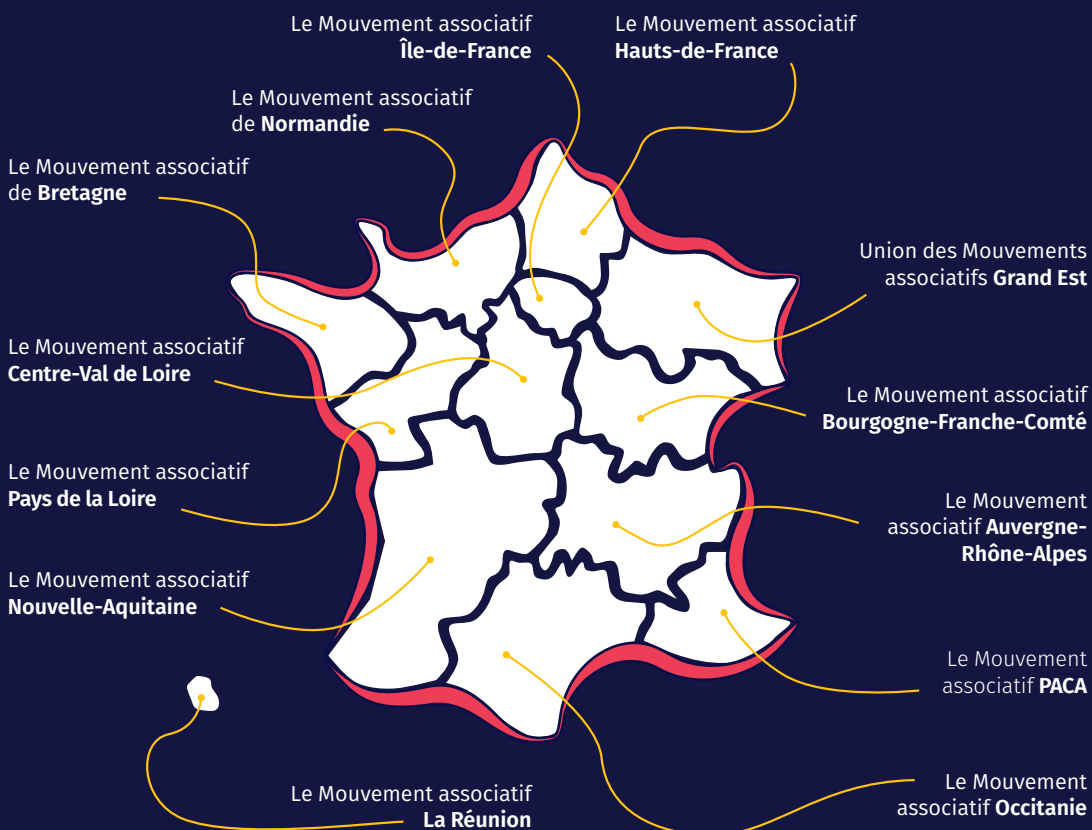 Le Mouvement associatif
Île-de-France
Le Mouvement associatif
Hauts-de-France
Le Mouvement associatif
de Normandie
Le Mouvement associatif
de Bretagne
Union des Mouvements
associatifs Grand Est
Le Mouvement associatif
Centre-Val de Loire
Le Mouvement associatif
Bourgogne-Franche-Comté
Le Mouvement associatif
Pays de la Loire
Le Mouvement
associatif Auvergne-
Rhône-Alpes
Le Mouvement associatif
Nouvelle-Aquitaine
Le Mouvement
associatif PACA
Le Mouvement associatif
La Réunion
Le Mouvement
associatif Occitanie